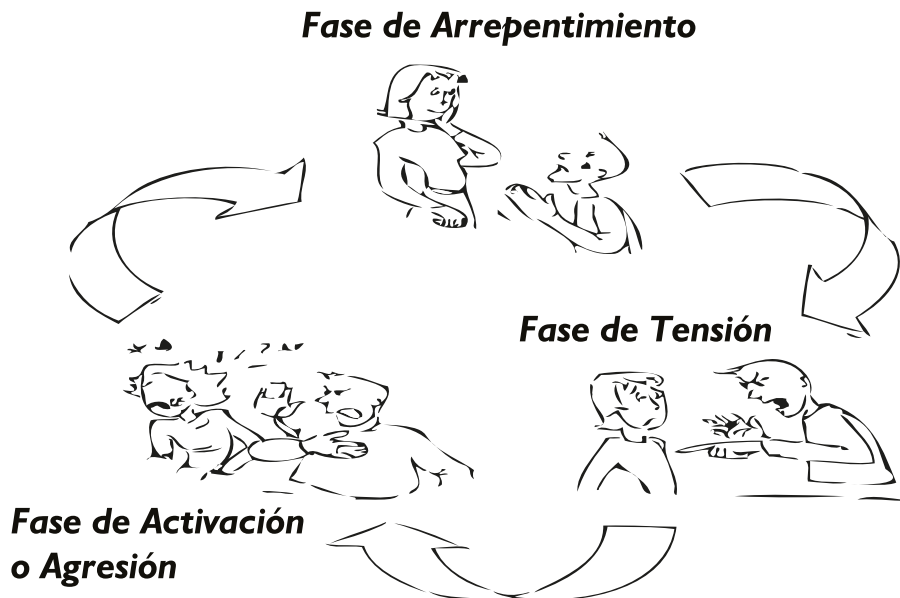 Fase de Arrepentimiento
Fase de Tensión
Fase de Activación
o Agresión